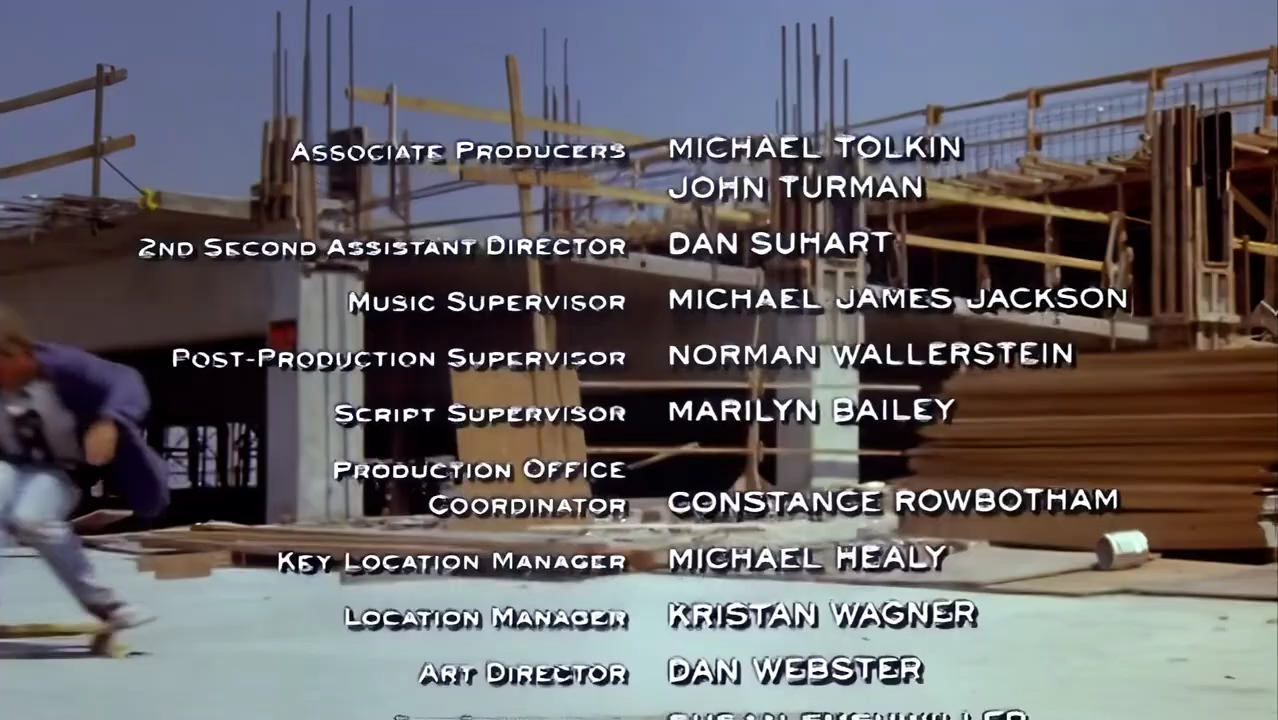 ASSOCIATE PRODUCERS MICHAEL TOLKIN
JOHN TURMAN
2ND SECOND ASSISTANT DIRECTOR DAN SUHART
MUSIC SUPERVISOR MICHAEL JAMES JACKSON
POST-PRODUCTION SUPERVISOR NORMAN WALLERSTEIN
SCRIPT SUPERVISOR MARILYN BAILEY
PRODUCTION OFFICE
COORDINATOR CONSTANCE ROWBOTHAM
KEY LOCATION MANAGER MICHAEL HEALY
LOCATION MANAGER KRISTAN WAGNER
ART DIRECTOR DAN WEBSTER
SUSAN